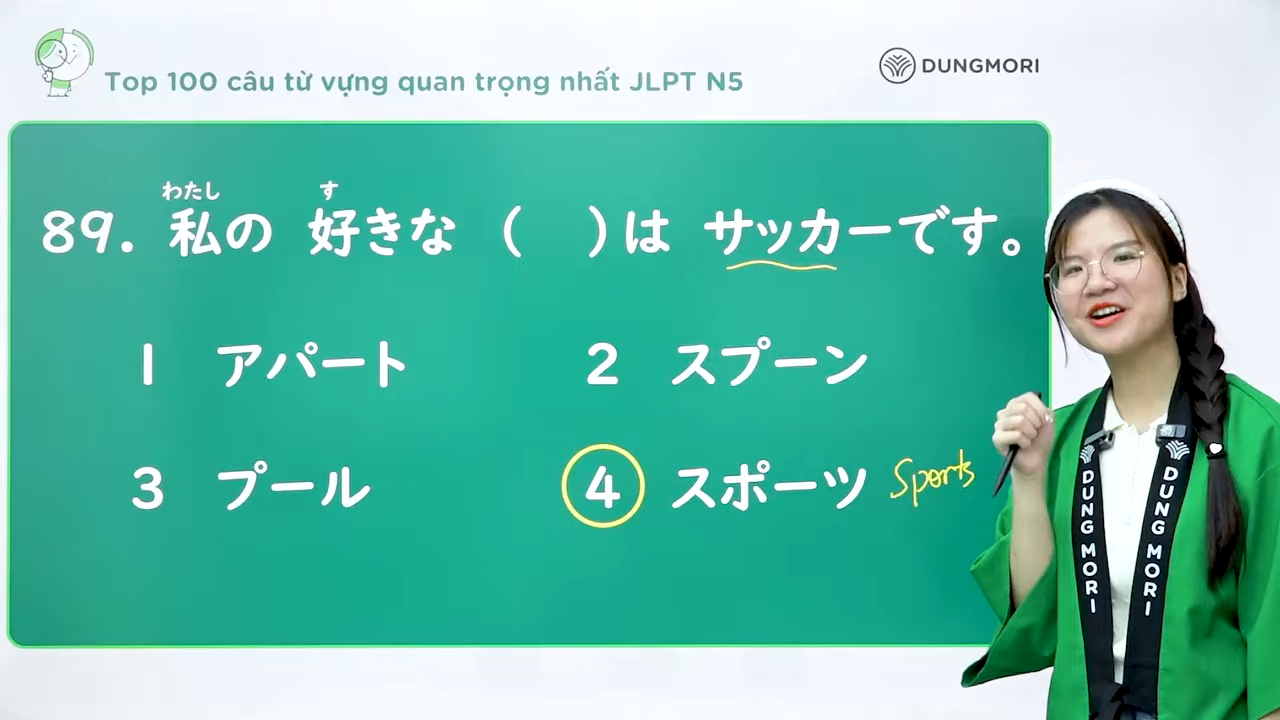 Top 100 câu từ vựng quan trọng nhất JLPT N5
DUNGMORI
わたし す
89. 私の 好きな ( )は サッカーです。
1 アパート 2 スプーン
3 プール 4 スポーツ Sports
DUNG MORI
DUNG MORI